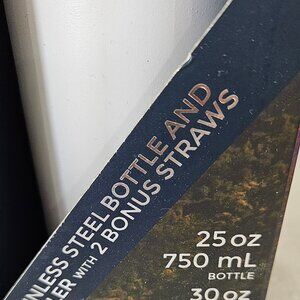 NLESS STEEL BOTTLE AND
LER WITH 2 BONUS STRAWS
25 oz
750 mL
BOTTLE
30 oz